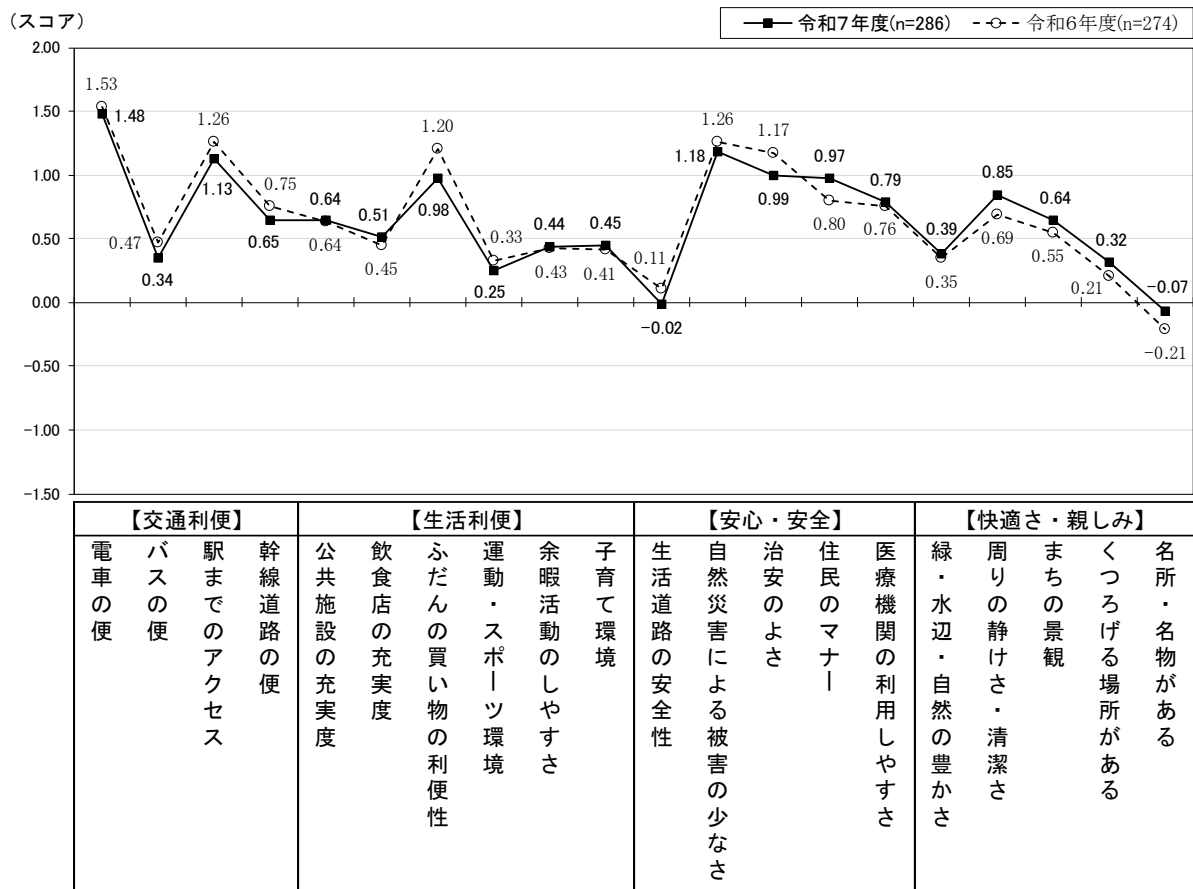 (スコア)
令和7年度(n=286)
令和6年度(n=274)
2.00
1.50
1.00
0.50
0.00
-0.50
-1.00
-1.50
1.53
1.48
0.47
0.34
1.26
1.13
0.75
0.65
0.64
0.64
0.51
0.45
1.20
0.98
0.33
0.25
0.44
0.43
0.45
0.41
0.11
-0.02
1.26
1.18
1.17
0.99
0.97
0.80
0.79
0.76
0.39
0.35
0.85
0.69
0.64
0.55
0.32
0.21
-0.07
-0.21
【交通利便】
電車の便
バスの便
駅までのアクセス
幹線道路の便
【生活利便】
公共施設の充実度
飲食店の充実度
ふだんの買い物の利便性
運動・スポーツ環境
余暇活動のしやすさ
子育て環境
【安心・安全】
生活道路の安全性
自然災害による被害の少なさ
治安のよさ
住民のマナー
医療機関の利用しやすさ
【快適さ・親しみ】
緑・水辺・自然の豊かさ
周りの静けさ・清潔さ
まちの景観
くつろげる場所がある
名所・名物がある